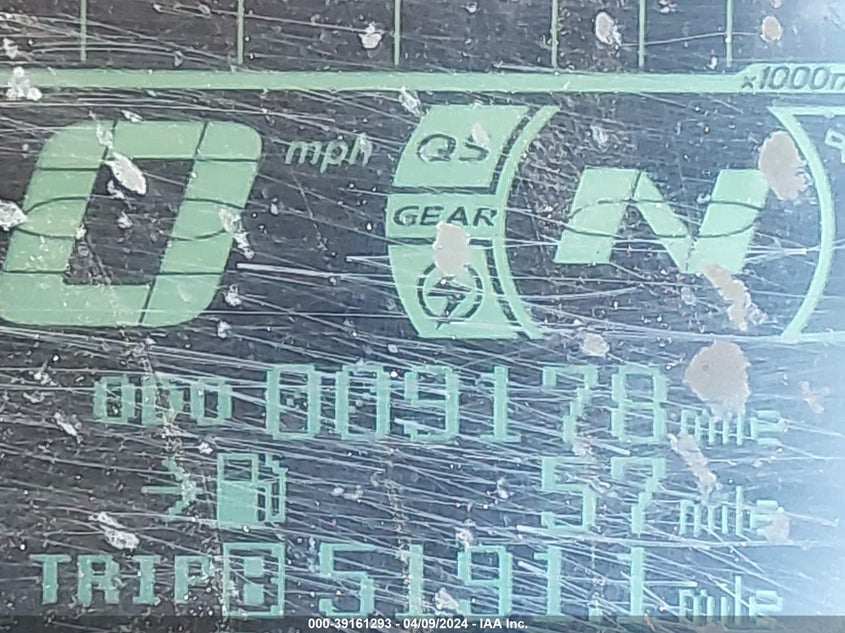 x1000r
0 mph QS N
GEAR
ODO 009178 mile
57 mile
TRIP B 5191.1 mile
000-39161293 - 04/09/2024 - IAA Inc.